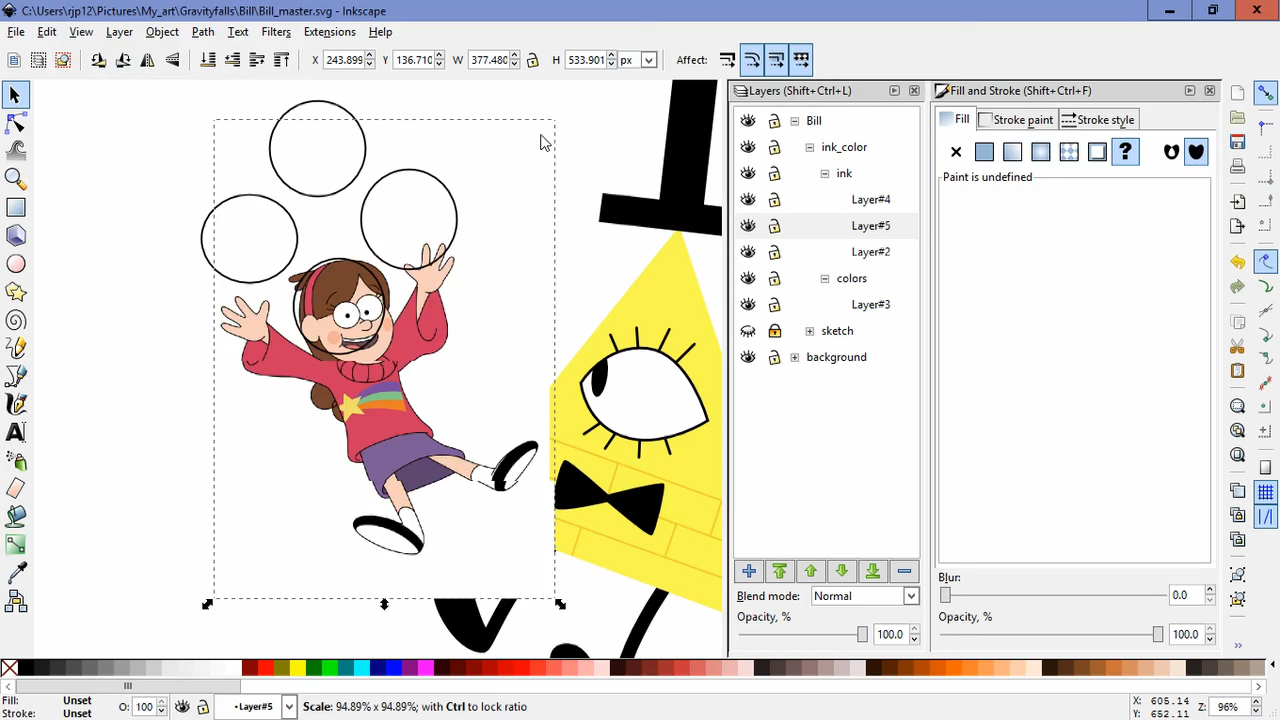 C:\Users\rjp12\Pictures\My_art\Gravityfalls\Bill\Bill_master.svg - Inkscape
File Edit View Layer Object Path Filters Text Extensions Help
X 243.899 Y 136.710 W 377.480 H 533.901 px Affect:
Layers (Shift+Ctrl+L)
Bill
ink_color
ink
Layer#4
Layer#5
Layer#2
colors
Layer#3
sketch
background
Blend mode: Normal
Opacity, %
100.0
Fill and Stroke (Shift+Ctrl+F)
Fill Stroke paint Stroke style
?
Paint is undefined
Blur:
0.0
Opacity, %
100.0
Fill: Unset
Stroke: Unset
O: 100
•Layer#5
Scale: 94.89% x 94.89%; with Ctrl to lock ratio
X: 605.14
Y: 652.11
Z: 96%